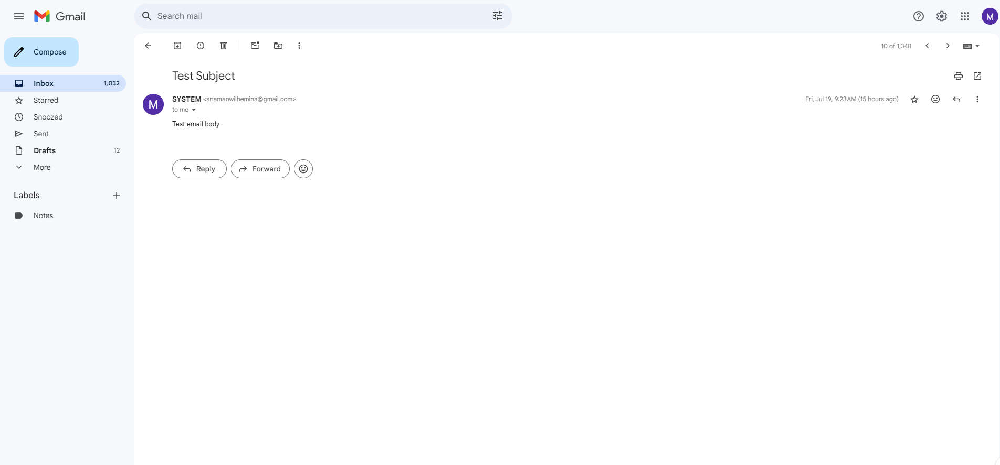 Gmail
Search mail
M
Compose
10 of 1,348
Test Subject
Inbox 1,032
Starred
Snoozed
Sent
Drafts 12
More
Labels
Notes
M
SYSTEM <anamanwilhemina@gmail.com>
Fri, Jul 19, 9:23 AM (15 hours ago)
to me
Test email body
Reply
Forward